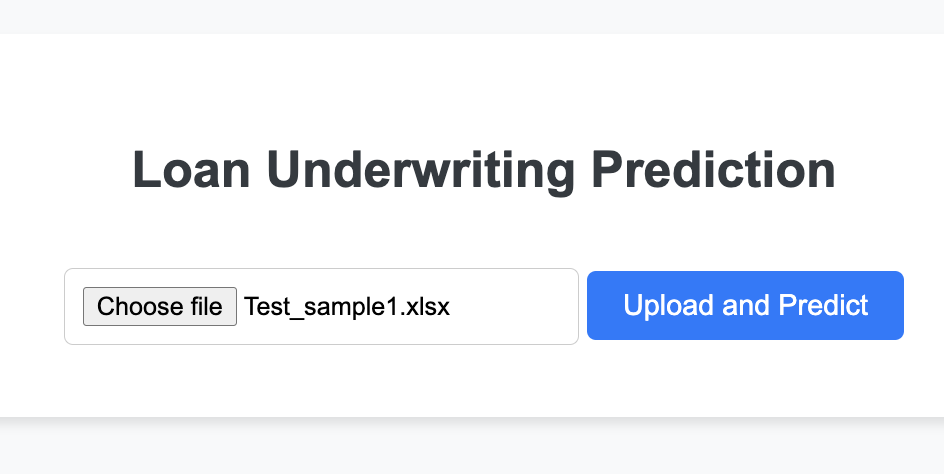 Loan Underwriting Prediction
Choose file Test_sample1.xlsx Upload and Predict